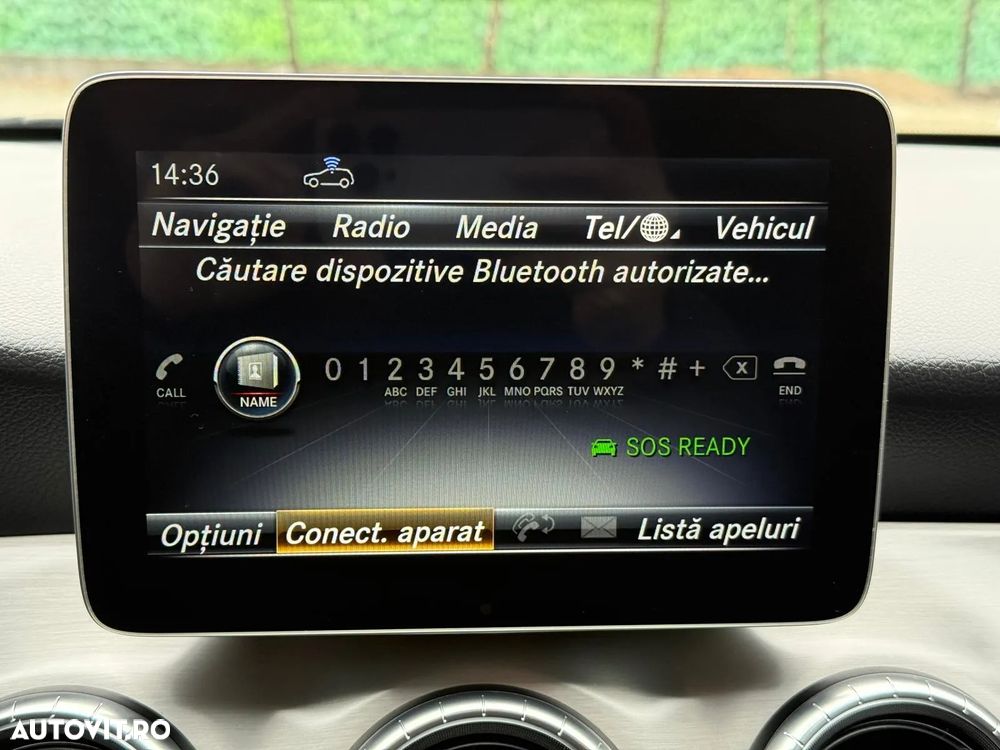 14:36
Navigație Radio Media Tel/ Vehicul
Căutare dispozitive Bluetooth autorizate...
CALL NAME 0 1 2 3 4 5 6 7 8 9 * # + X END
ABC DEF GHI JKL MNO PQRS TUV WXYZ
SOS READY
Opțiuni Conect. aparat Listă apeluri
AUTOVIT.RO